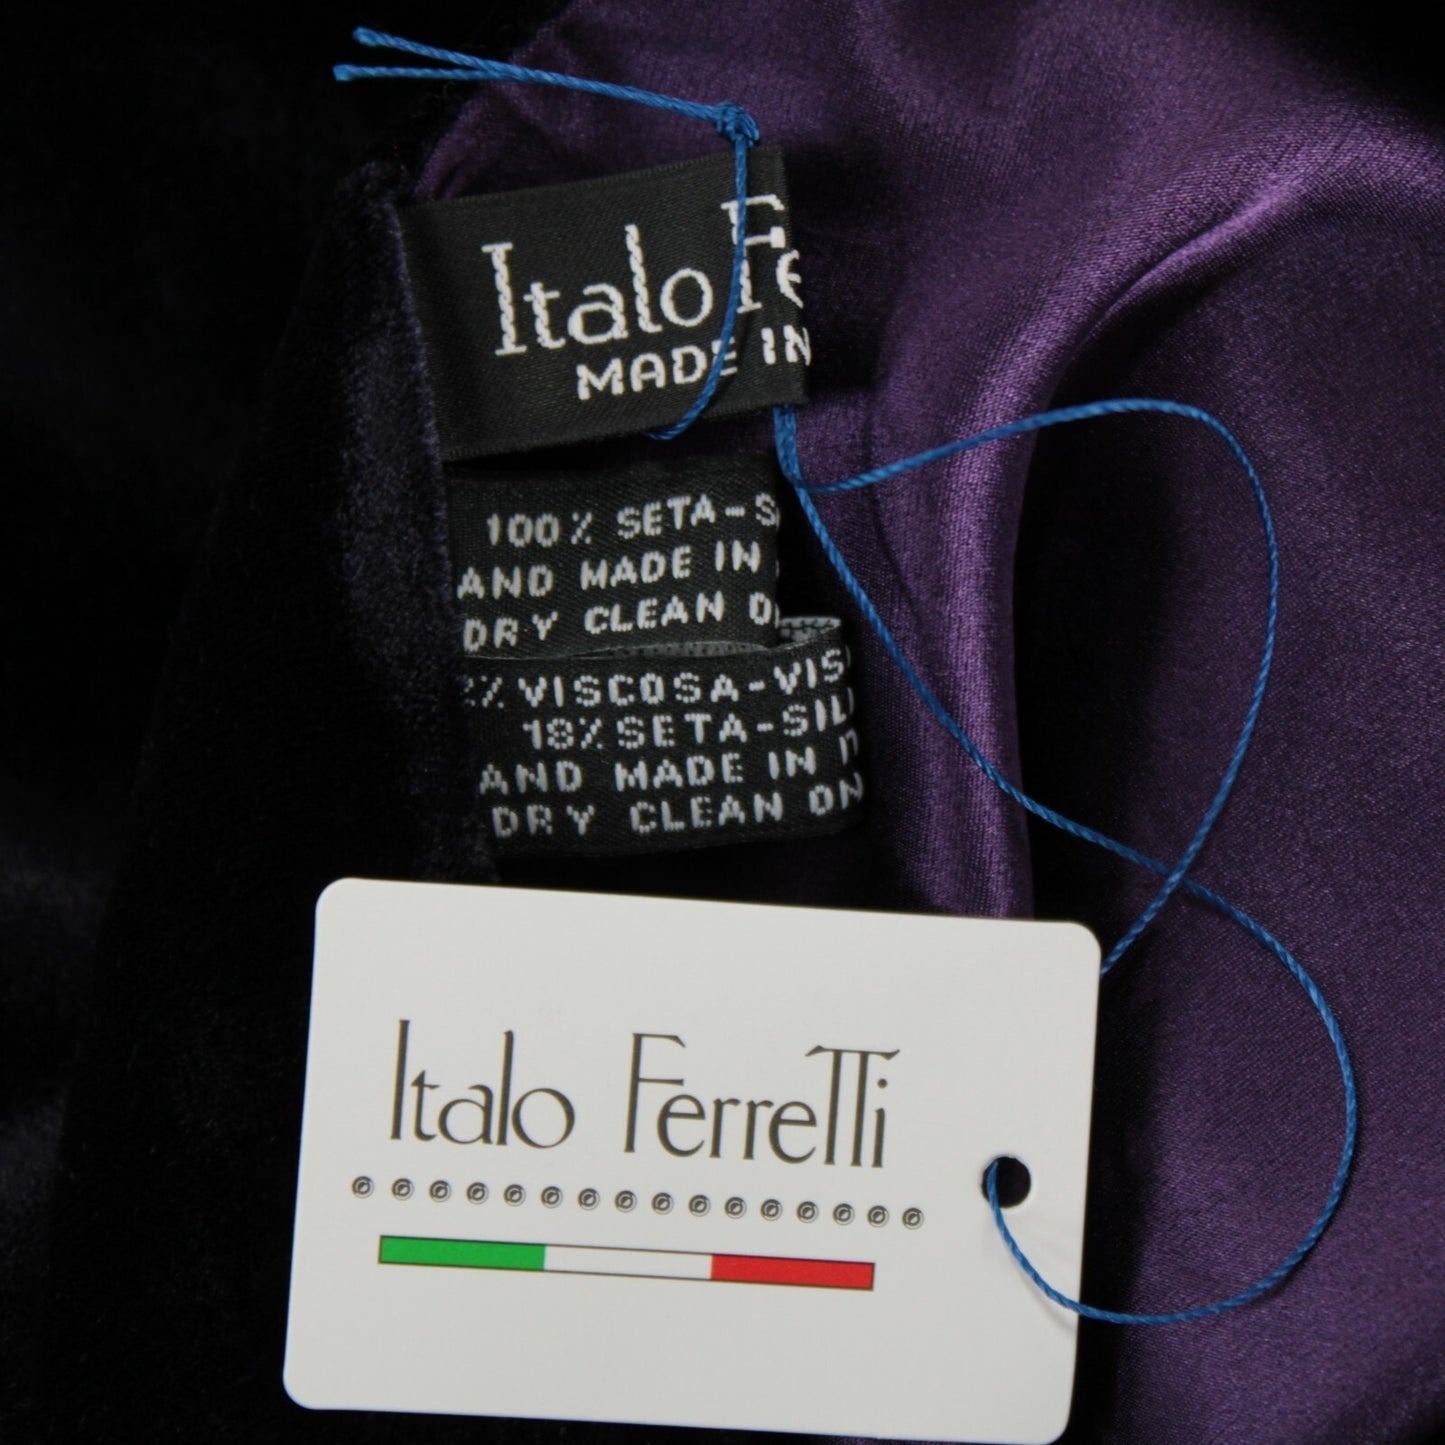 Italo Fe
MADE IN
100% SETA-S
AND MADE IN
DRY CLEAN
2% VISCOSA-VIS
18% SETA-SIL
AND MADE IN
DRY CLEAN ON
Italo Ferretti